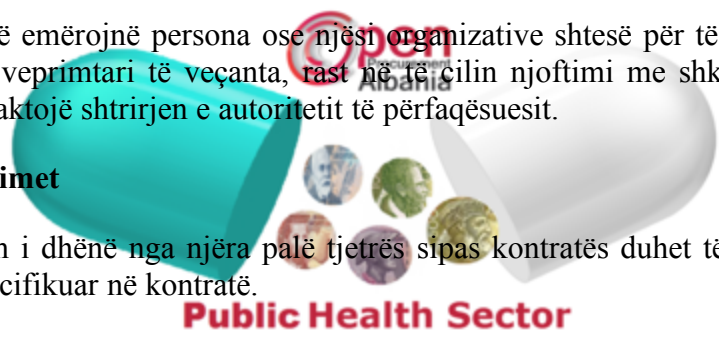 ë emërojnë persona ose njësi organizative shtesë për të
veprimtari të veçanta, rast në të cilin njoftimi me shk
aktojë shtrirjen e autoritetit të përfaqësuesit.
imet
n i dhënë nga njëra palë tjetrës sipas kontratës duhet të
cifikuar në kontratë.
Open
Procurement
Albania
Public Health Sector